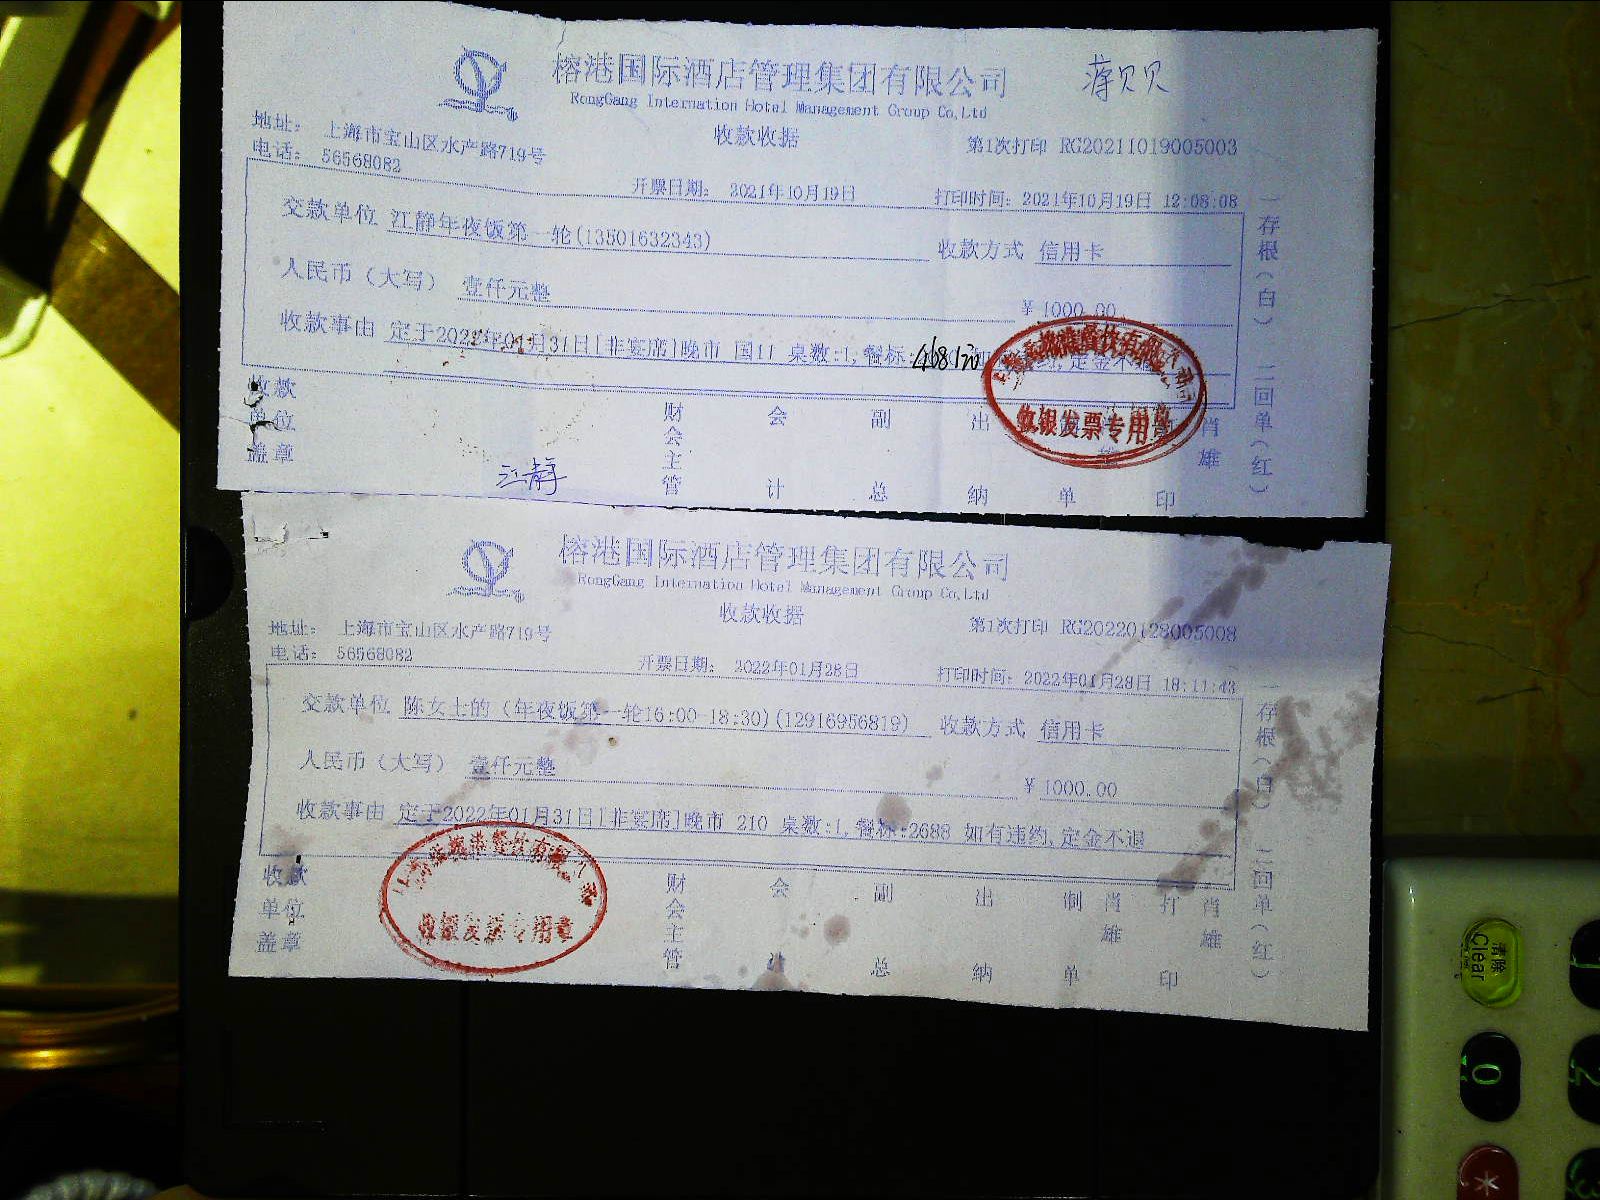 榕港国际酒店管理集团有限公司
蒋贝贝
RongGang Internation Hotel Management Group Co,Ltd
收款收据
地址： 上海市宝山区水产路719号
第1次打印 RG20211019005003
电话： 56568082
开票日期： 2021年10月19日
打印时间：2021年10月19日 12:08:08
交款单位 江静年夜饭第一轮(13501632343)
收款方式 信用卡
人民币（大写） 壹仟元整
￥1000.00
收款事由 定于2022年01月31日[非宴席]晚市 国11 桌数:1,餐标: 定金不
收款单位盖章
财会主管
会计
副总
出纳
单
打印
肖雄
收银发票专用章
江静
存根（白） 二回单（红）
榕港国际酒店管理集团有限公司
RongGang Internation Hotel Management Group Co,Ltd
收款收据
地址： 上海市宝山区水产路719号
第1次打印 RG20220128005008
电话： 56568082
开票日期： 2022年01月28日
打印时间：2022年01月28日 18:11:43
交款单位 陈女士的（年夜饭第一轮16:00-18:30)(12916956819)
收款方式 信用卡
人民币（大写） 壹仟元整
￥1000.00
收款事由 定于2022年01月31日[非宴席]晚市 210 桌数:1,餐标:2688 如有违约,定金不退
收款单位盖章
财会主管
会计
副总
出纳
制单
肖雄
打印
肖雄
收银发票专用章
一存根（白） 二回单（红）
清除
Clear
0
*